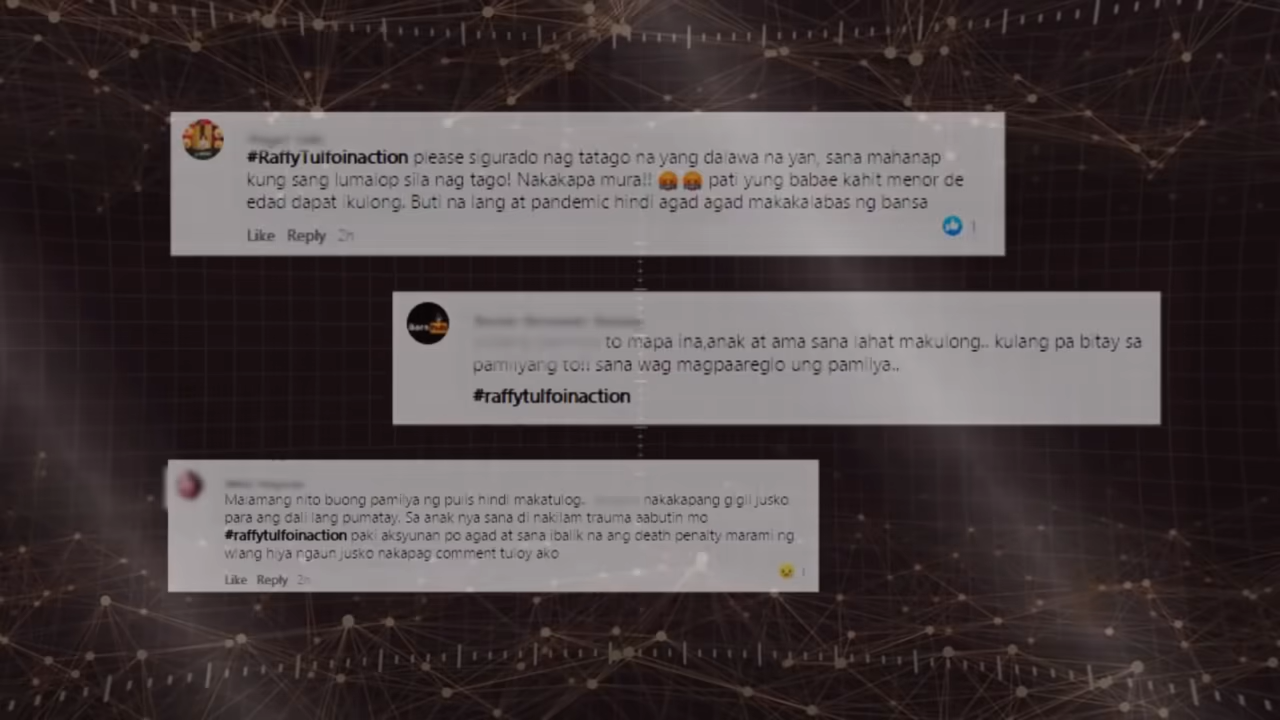 #RaffyTulfoinaction please sigurado nag tatago na yang dalawa na yan, sana mahanap
kung sang lumalop sila nag tago! Nakakapa mura!! 🤬 🤬 pati yung babae kahit menor de
edad dapat ikulong. Buti na lang at pandemic hindi agad agad makakalabas ng bansa
Like Reply 2h
1
to mapa ina,anak at ama sana lahat makulong.. kulang pa bitay sa
pamilyang to!! sana wag magpaareglo ung pamilya..
#raffytulfoinaction
Malamang nito buong pamilya ng pulis hindi makatulog.. nakakapang gigil jusko
para ang dali lang pumatay. Sa anak nya sana di nakilam trauma aabutin mo
#raffytulfoinaction paki aksyunan po agad at sana ibalik na ang death penalty marami ng
wlang hiya ngaun jusko nakapag comment tuloy ako
Like Reply 2h
1